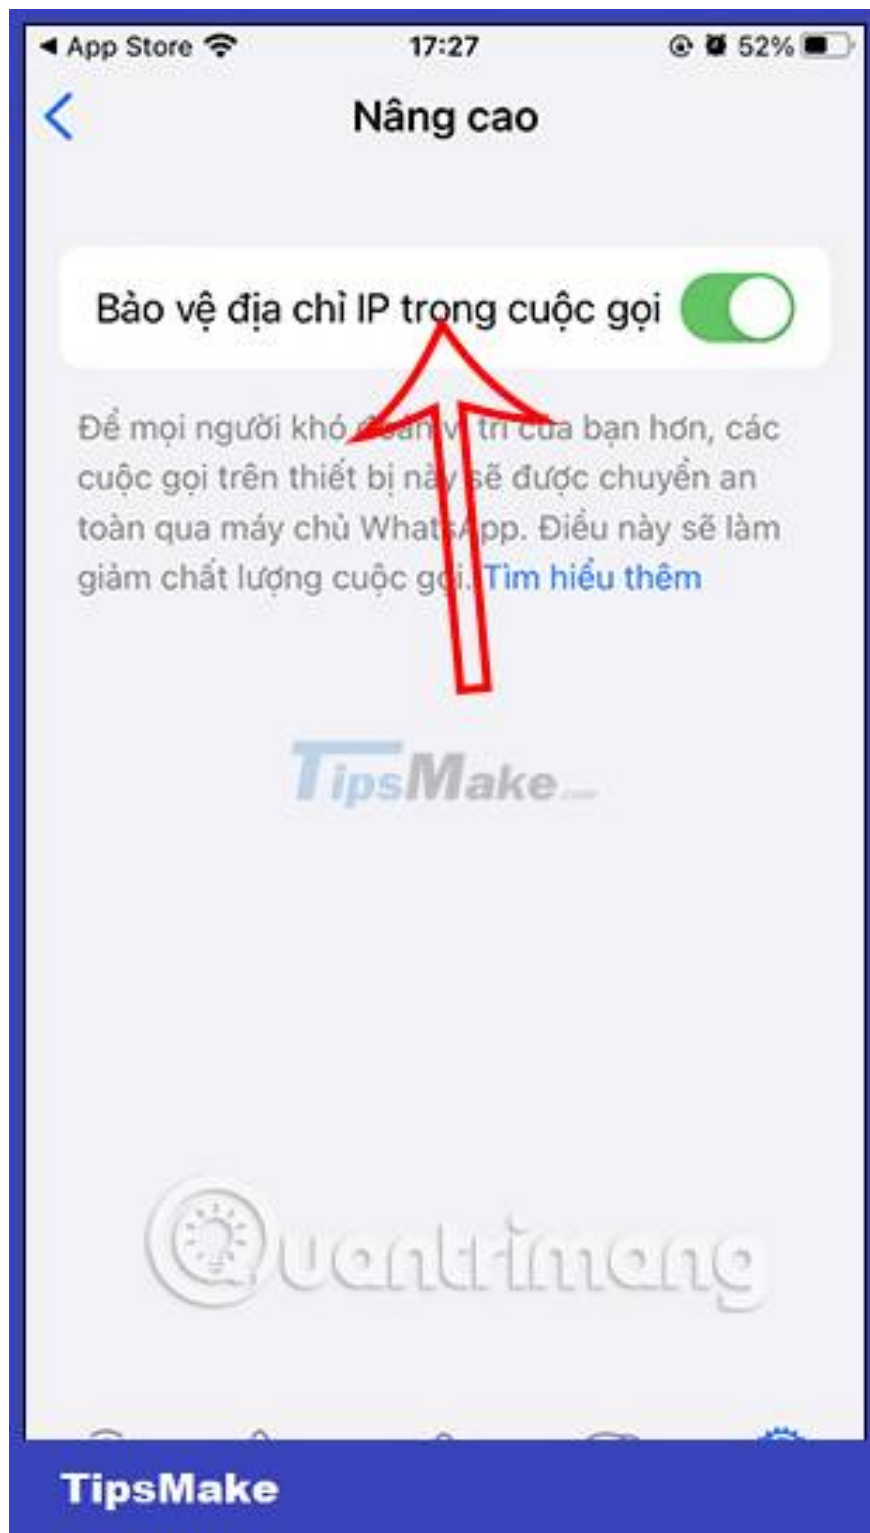 App Store
17:27
52%
Nâng cao
Bảo vệ địa chỉ IP trong cuộc gọi
Để mọi người khó đoán vị trí của bạn hơn, các
cuộc gọi trên thiết bị này sẽ được chuyển an
toàn qua máy chủ WhatsApp. Điều này sẽ làm
giảm chất lượng cuộc gọi. Tìm hiểu thêm
TipsMake
Quantrimang
TipsMake